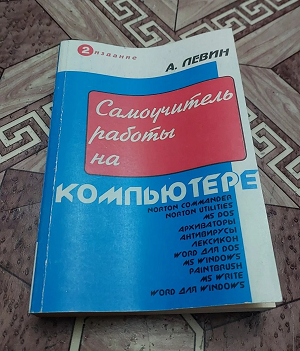 2 издание
А. ЛЕВИН
Самоучитель
работы
на
КОМПЬЮТЕРЕ
NORTON COMMANDER
NORTON UTILITIES
MS DOS
АРХИВАТОРЫ
АНТИВИРУСЫ
ЛЕКСИКОН
WORD ДЛЯ DOS
MS WINDOWS
PAINTBRUSH
MS WRITE
WORD ДЛЯ WINDOWS